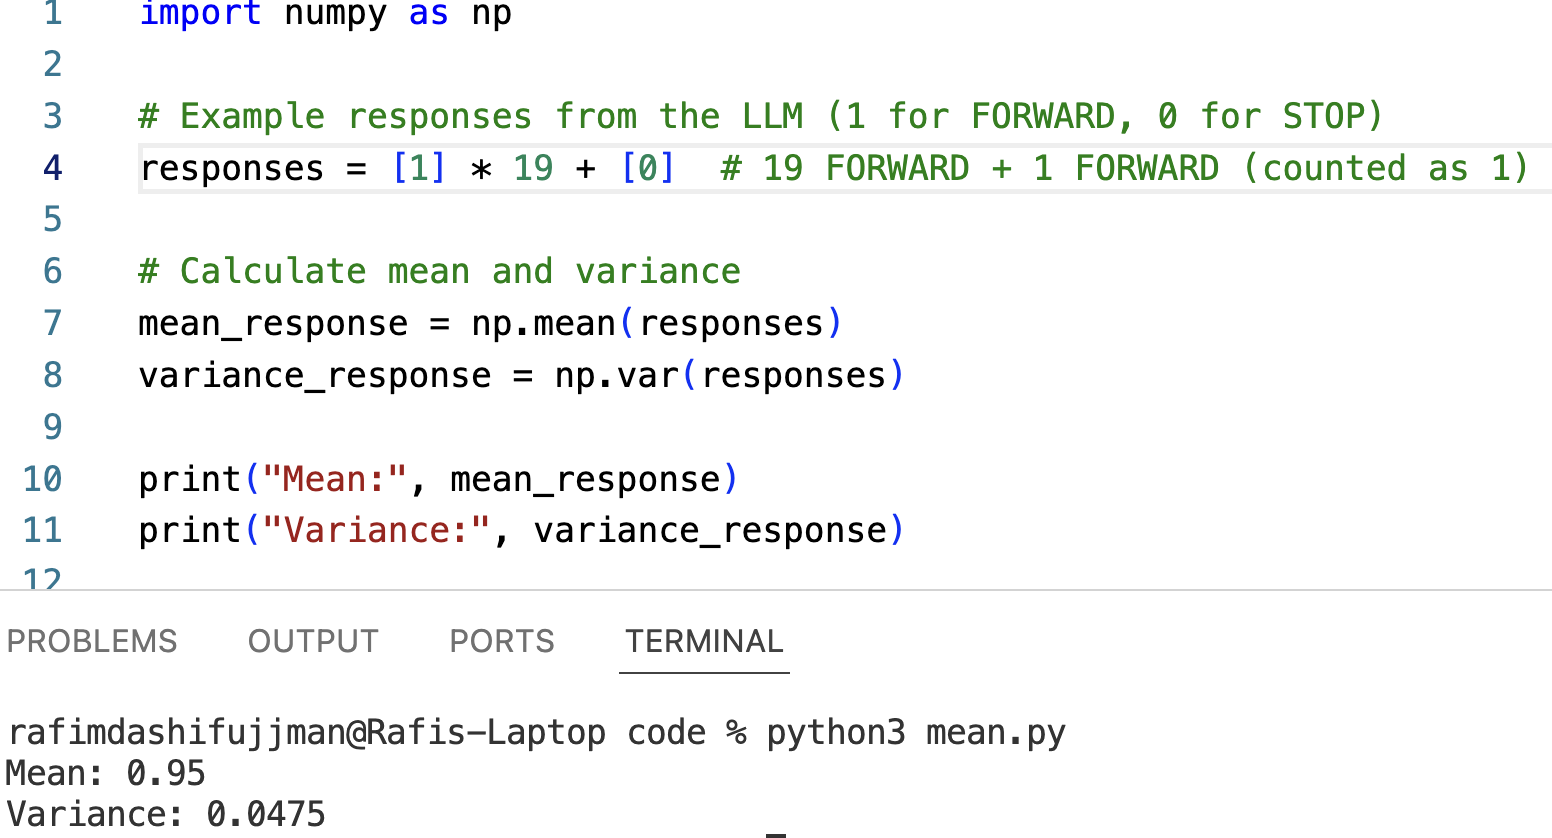 1 import numpy as np
2
3 # Example responses from the LLM (1 for FORWARD, 0 for STOP)
4 responses = [1] * 19 + [0]  # 19 FORWARD + 1 FORWARD (counted as 1)
5
6 # Calculate mean and variance
7 mean_response = np.mean(responses)
8 variance_response = np.var(responses)
9
10 print("Mean:", mean_response)
11 print("Variance:", variance_response)
12
PROBLEMS OUTPUT PORTS TERMINAL
rafimdashifujjman@Rafis-Laptop code % python3 mean.py
Mean: 0.95
Variance: 0.0475